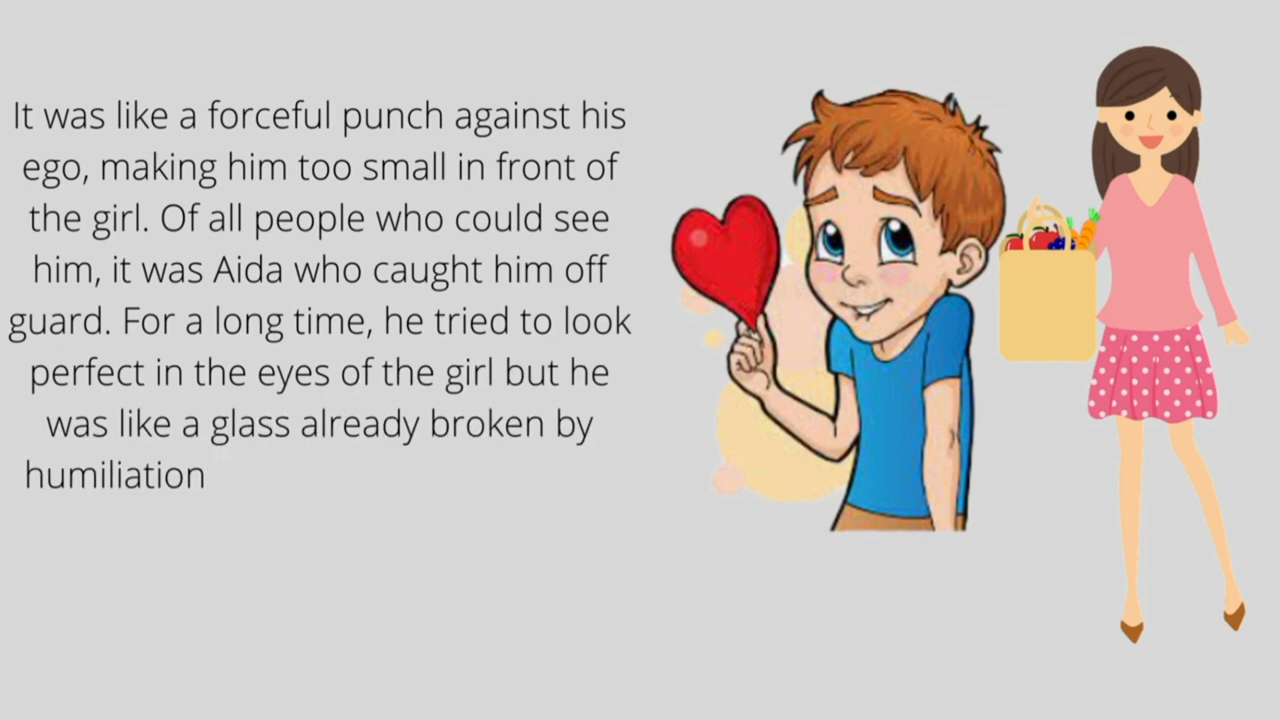 It was like a forceful punch against his
ego, making him too small in front of
the girl. Of all people who could see
him, it was Aida who caught him off
guard. For a long time, he tried to look
perfect in the eyes of the girl but he
was like a glass already broken by
humiliation